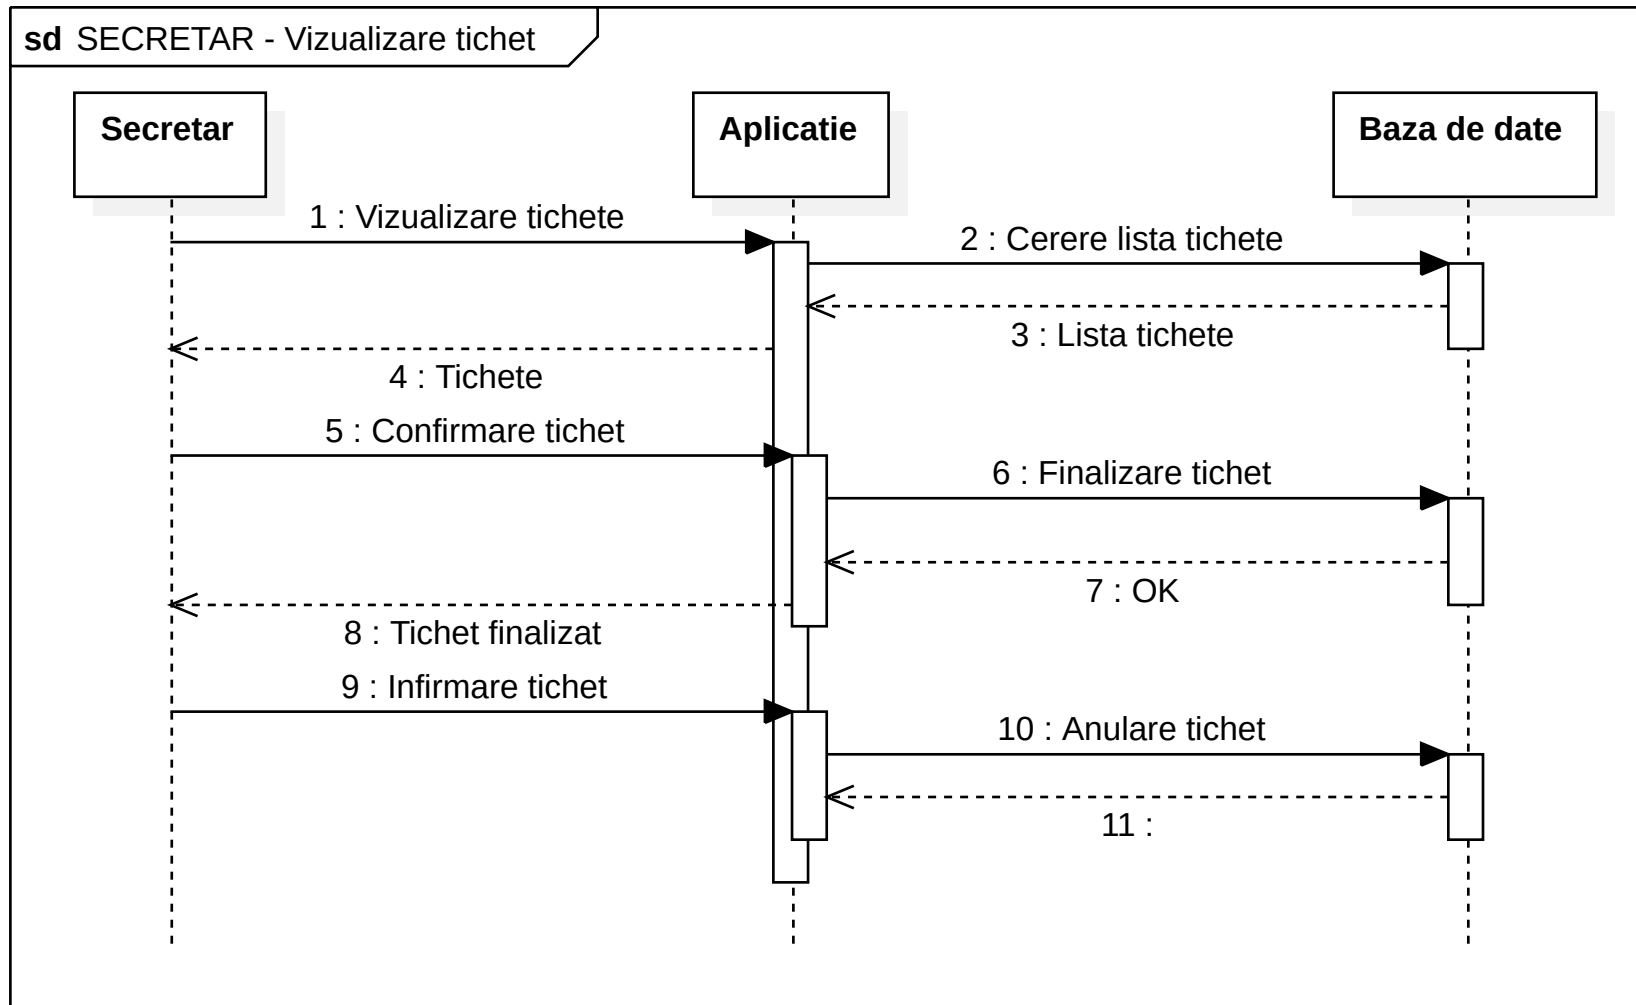 sd SECRETAR - Vizualizare tichet
Secretar
Aplicatie
Baza de date
1 : Vizualizare tichete
2 : Cerere lista tichete
3 : Lista tichete
4 : Tichete
5 : Confirmare tichet
6 : Finalizare tichet
7 : OK
8 : Tichet finalizat
9 : Infirmare tichet
10 : Anulare tichet
11 :